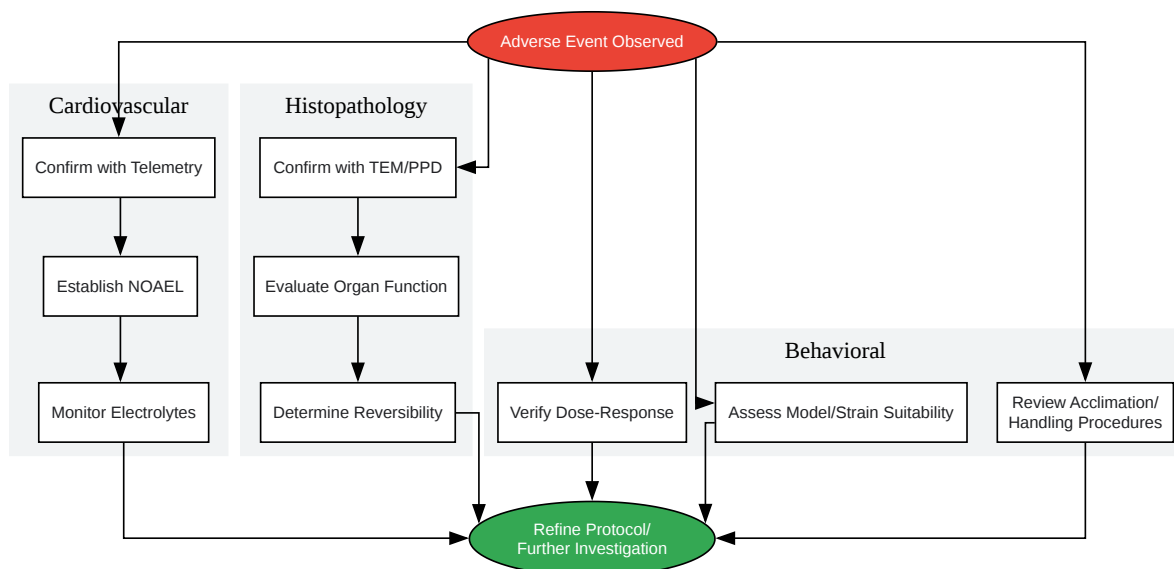 Adverse Event Observed
Cardiovascular
Histopathology
Confirm with Telemetry
Confirm with TEM/PPD
Establish NOAEL
Evaluate Organ Function
Behavioral
Monitor Electrolytes
Determine Reversibility
Verify Dose-Response
Assess Model/Strain Suitability
Review Acclimation/
Handling Procedures
Refine Protocol/
Further Investigation